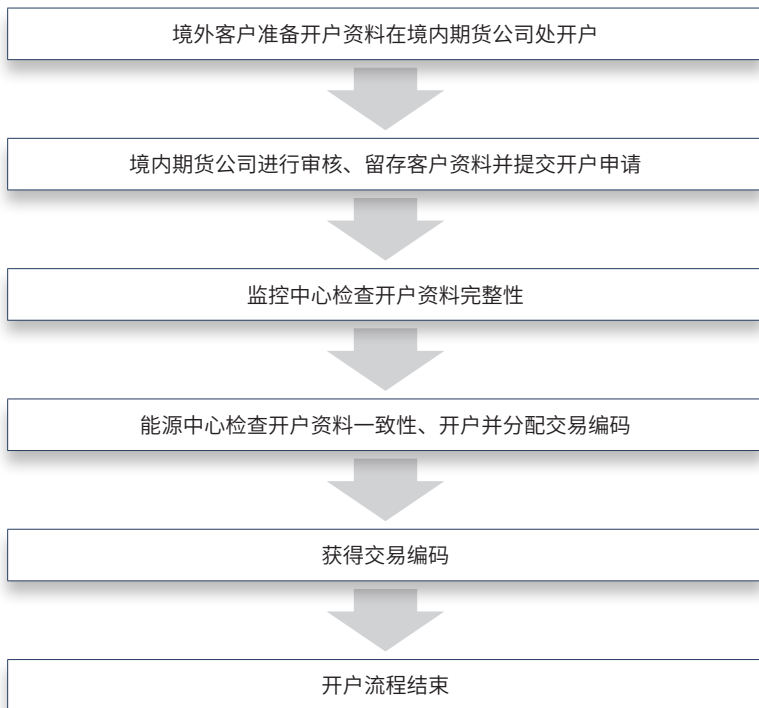 境外客户准备开户资料在境内期货公司处开户
境内期货公司进行审核、留存客户资料并提交开户申请
监控中心检查开户资料完整性
能源中心检查开户资料一致性、开户并分配交易编码
获得交易编码
开户流程结束